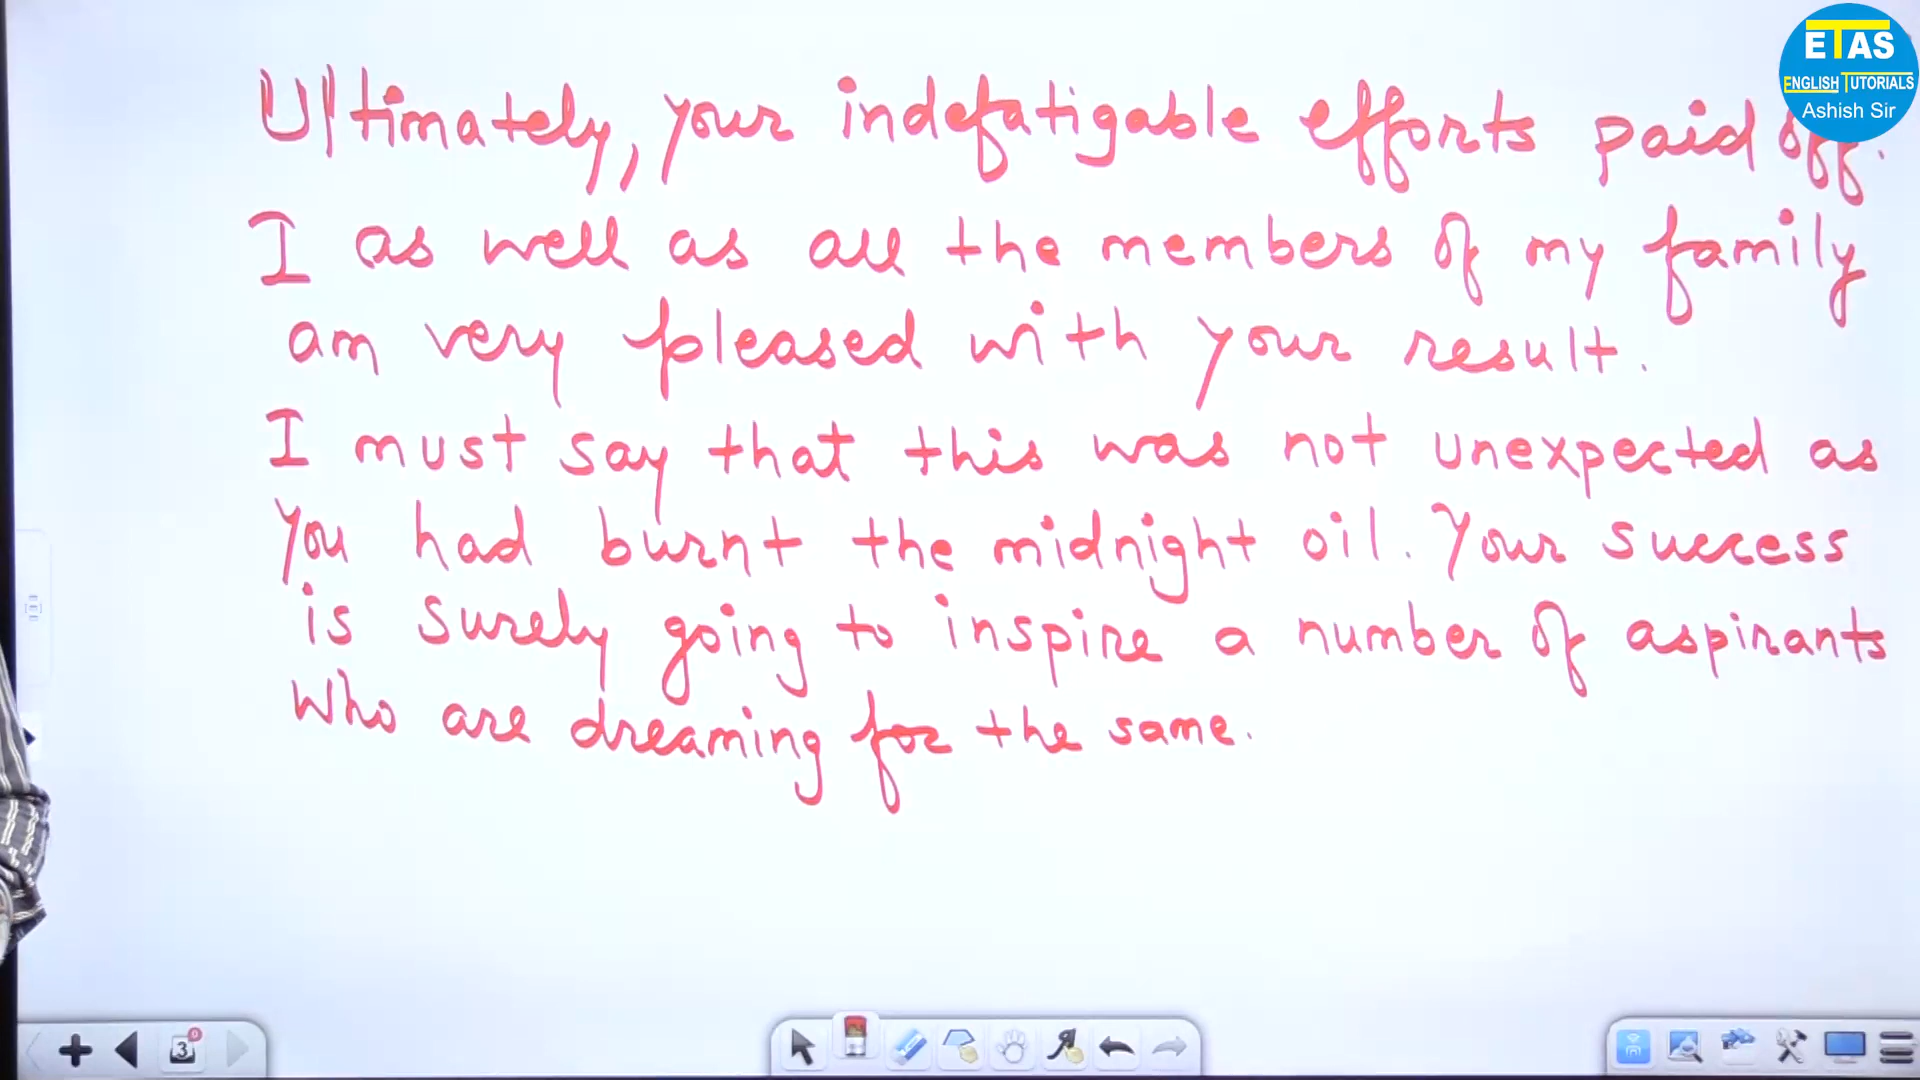 Ultimately, your indefatigable efforts paid off.
I as well as all the members of my family
am very pleased with your result.
I must say that this was not unexpected as
you had burnt the midnight oil. Your success
is surely going to inspire a number of aspirants
who are dreaming for the same.
ETAS
ENGLISH TUTORIALS
Ashish Sir
3
0